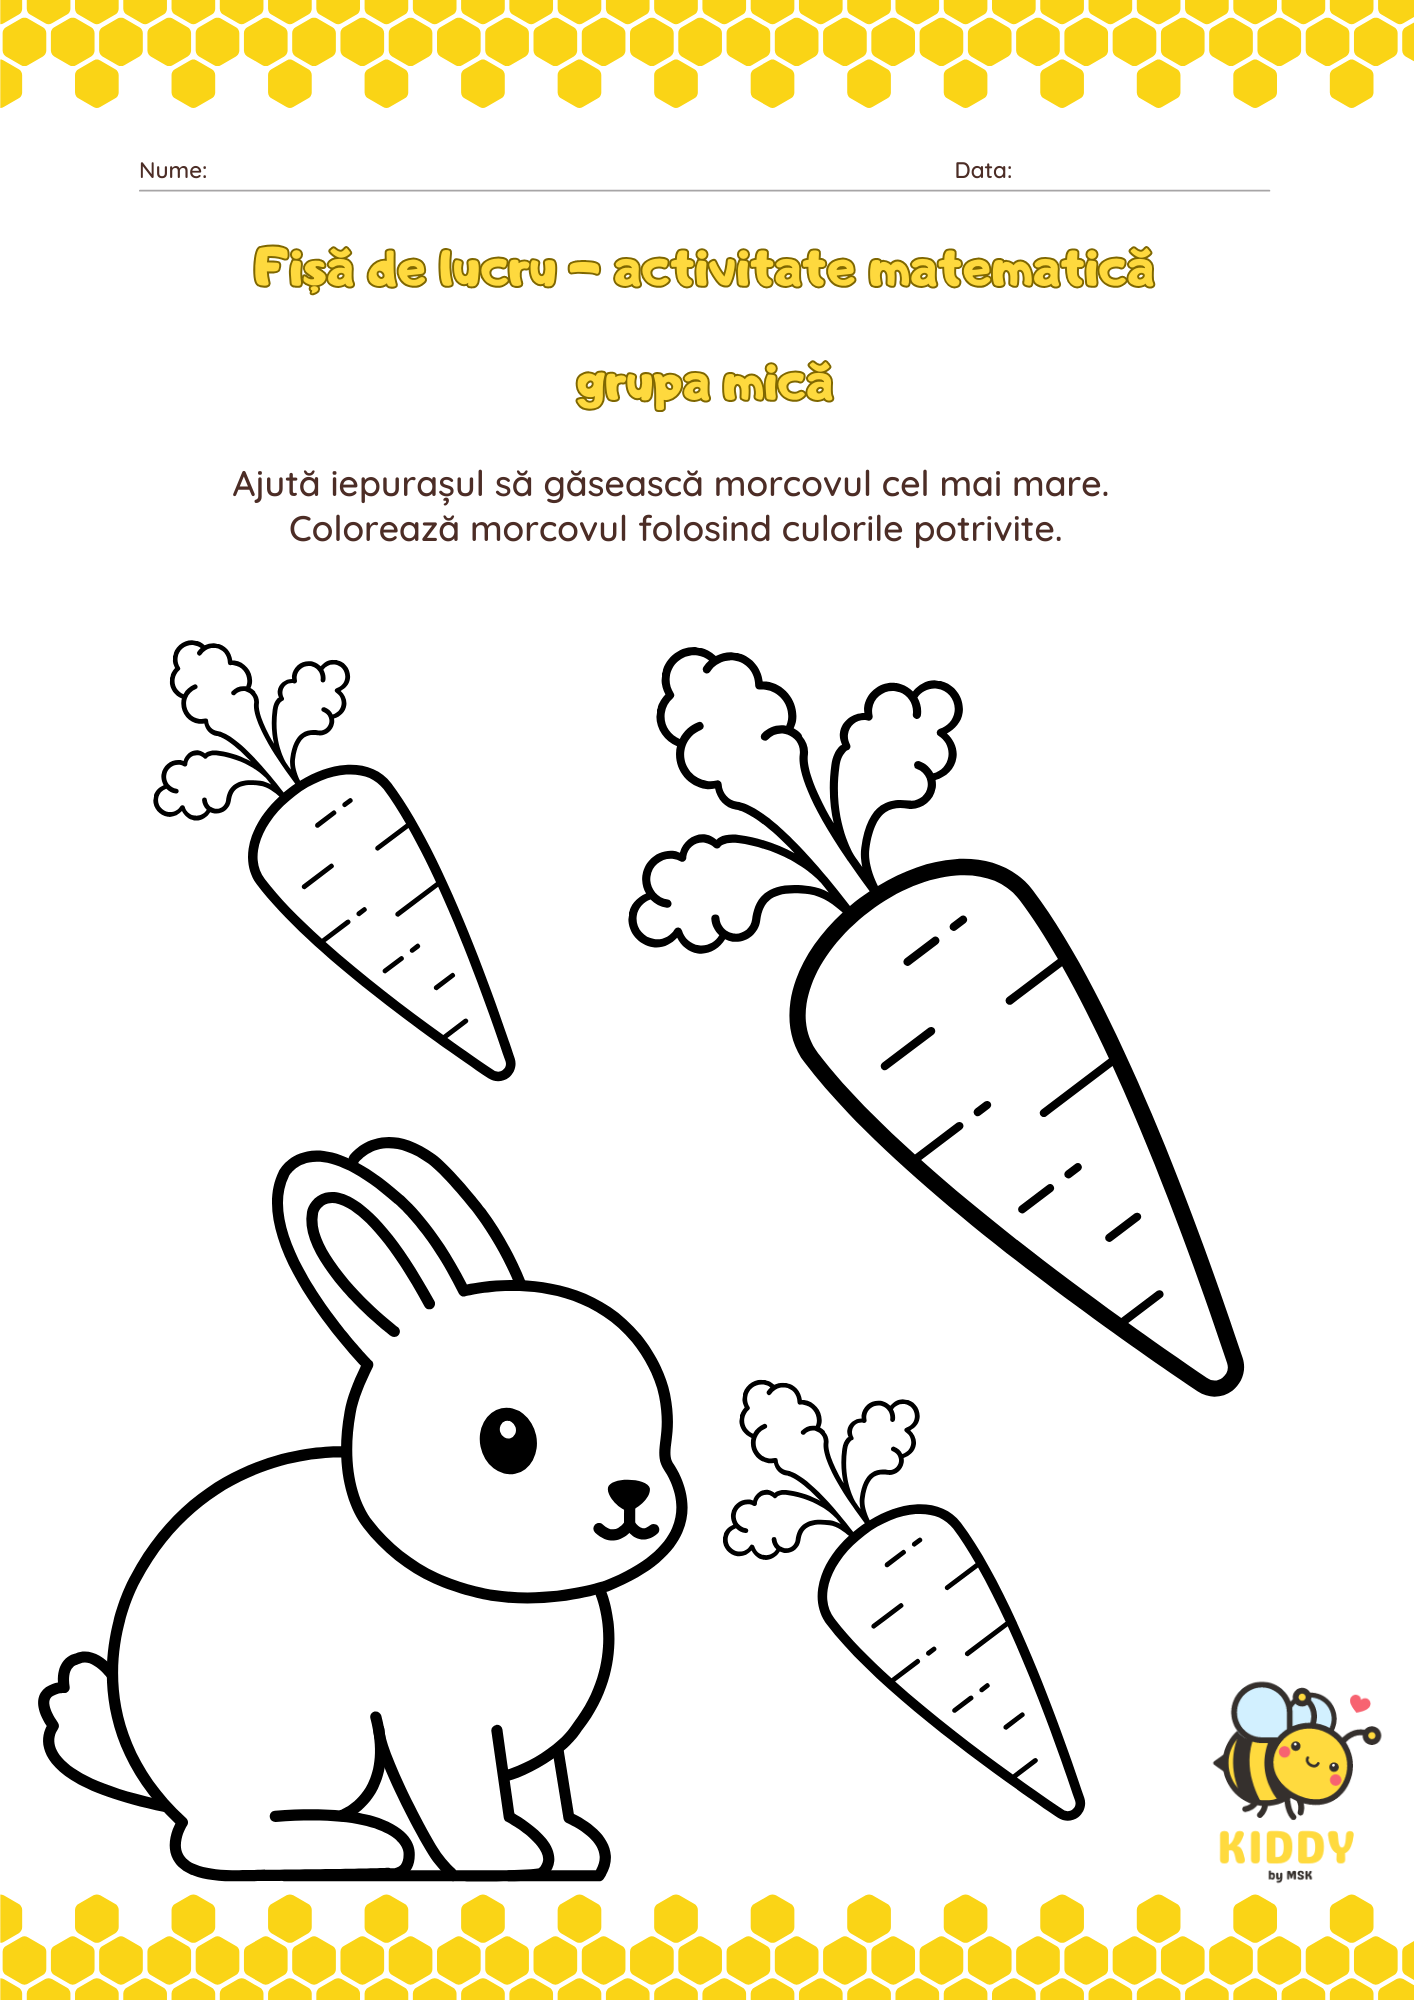 Nume: Data:
Fișă de lucru - activitate matematică
grupa mică
Ajută iepurașul să găsească morcovul cel mai mare.
Colorează morcovul folosind culorile potrivite.
KIDDY
by MSK